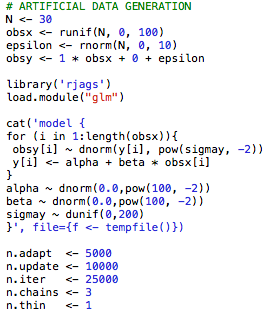 # ARTIFICIAL DATA GENERATION
N <- 30
obsx <- runif(N, 0, 100)
epsilon <- rnorm(N, 0, 10)
obsy <- 1 * obsx + 0 + epsilon

library('rjags')
load.module("glm")

cat('model {
for (i in 1:length(obsx)){
 obsy[i] ~ dnorm(y[i], pow(sigmay, -2))
 y[i] <- alpha + beta * obsx[i]
}
alpha ~ dnorm(0.0,pow(100, -2))
beta ~ dnorm(0.0,pow(100, -2))
sigmay ~ dunif(0,200)
}', file={f <- tempfile()})

n.adapt  <- 5000
n.update <- 10000
n.iter   <- 25000
n.chains <- 3
n.thin   <- 1